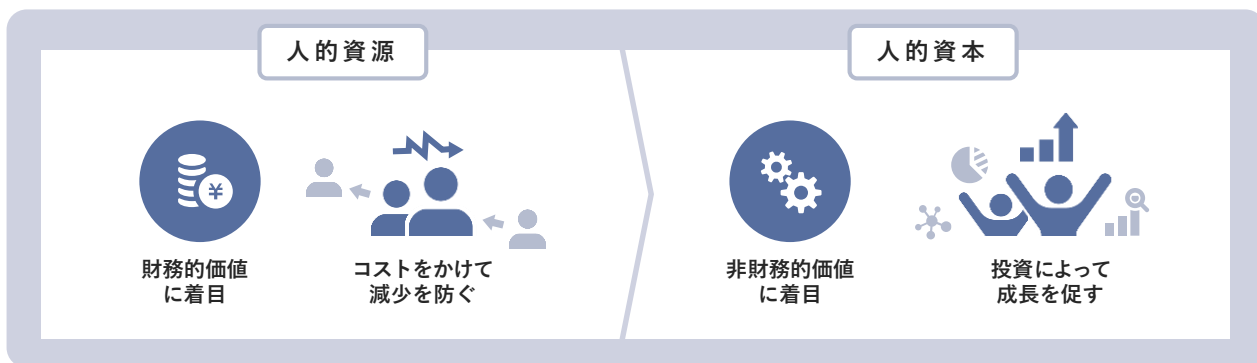 人的資源
¥
財務的価値
に着目
コストをかけて
減少を防ぐ
人的資本
非財務的価値
に着目
投資によって
成長を促す